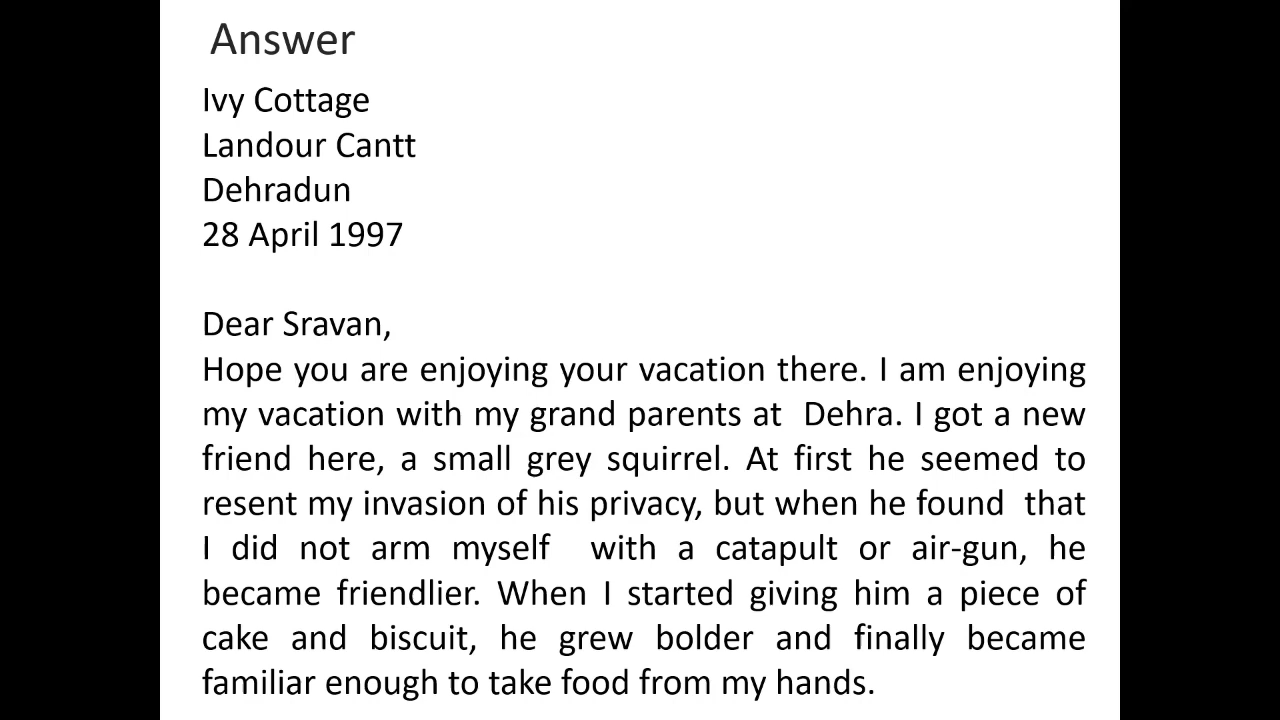 Answer
Ivy Cottage
Landour Cantt
Dehradun
28 April 1997
Dear Sravan,
Hope you are enjoying your vacation there. I am enjoying
my vacation with my grand parents at  Dehra. I got a new
friend here, a small grey squirrel. At first he seemed to
resent my invasion of his privacy, but when he found  that
I did not arm myself  with a catapult or air-gun, he
became friendlier. When I started giving him a piece of
cake and biscuit, he grew bolder and finally became
familiar enough to take food from my hands.